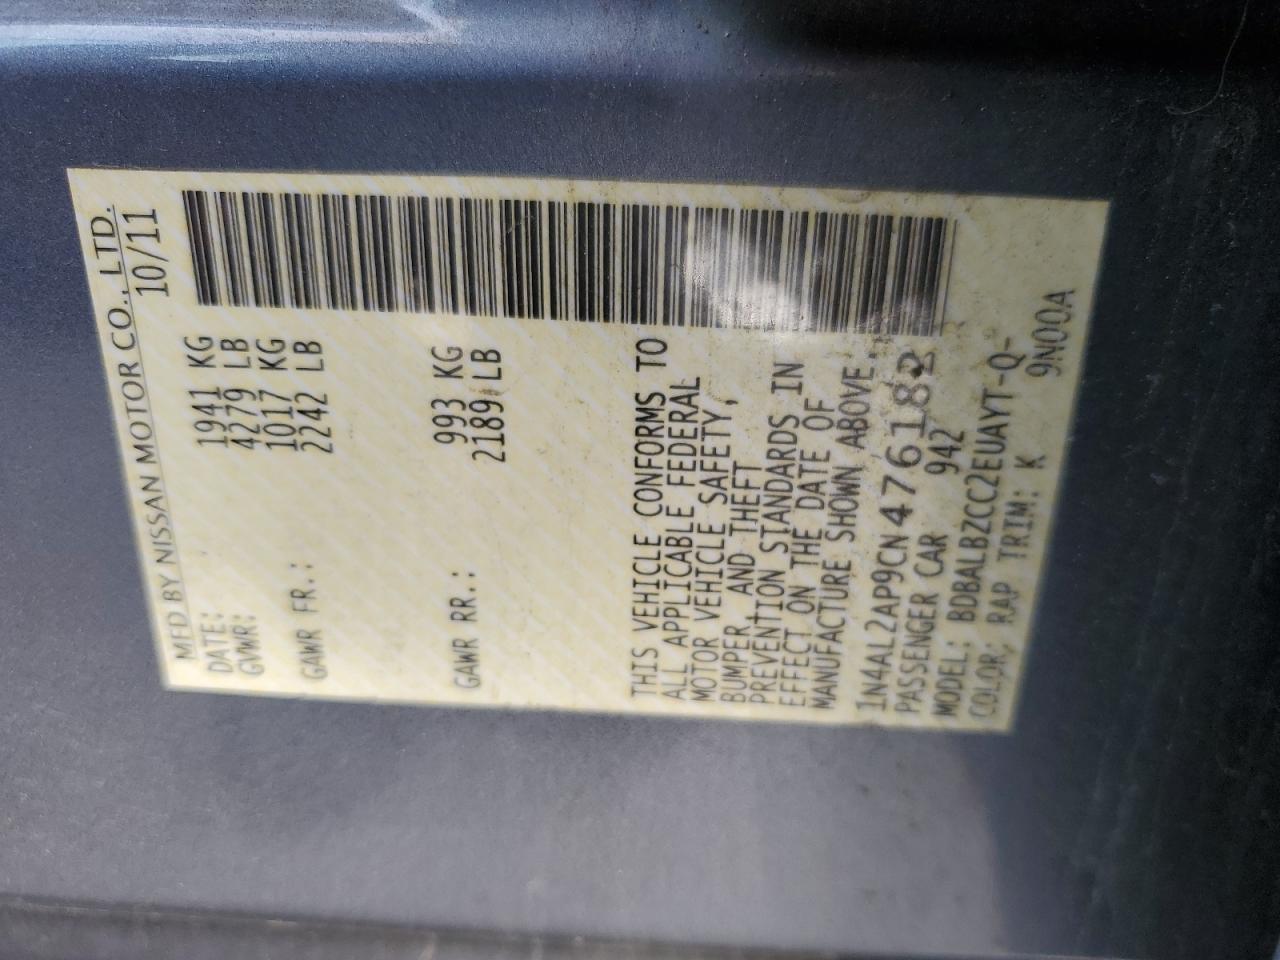 MFD BY NISSAN MOTOR CO., LTD.
DATE: 10/11
GVWR: 1941 KG
4279 LB
GAWR FR.: 1017 KG
2242 LB
GAWR RR.: 993 KG
2189 LB
THIS VEHICLE CONFORMS TO
ALL APPLICABLE FEDERAL
MOTOR VEHICLE SAFETY,
BUMPER AND THEFT
PREVENTION STANDARDS IN
EFFECT ON THE DATE OF
MANUFACTURE SHOWN ABOVE.
1N4AL2AP9CN476182
PASSENGER CAR 942
MODEL: BDBALBZCC2EUAYT-Q-
COLOR: RAP TRIM: K 9N00A